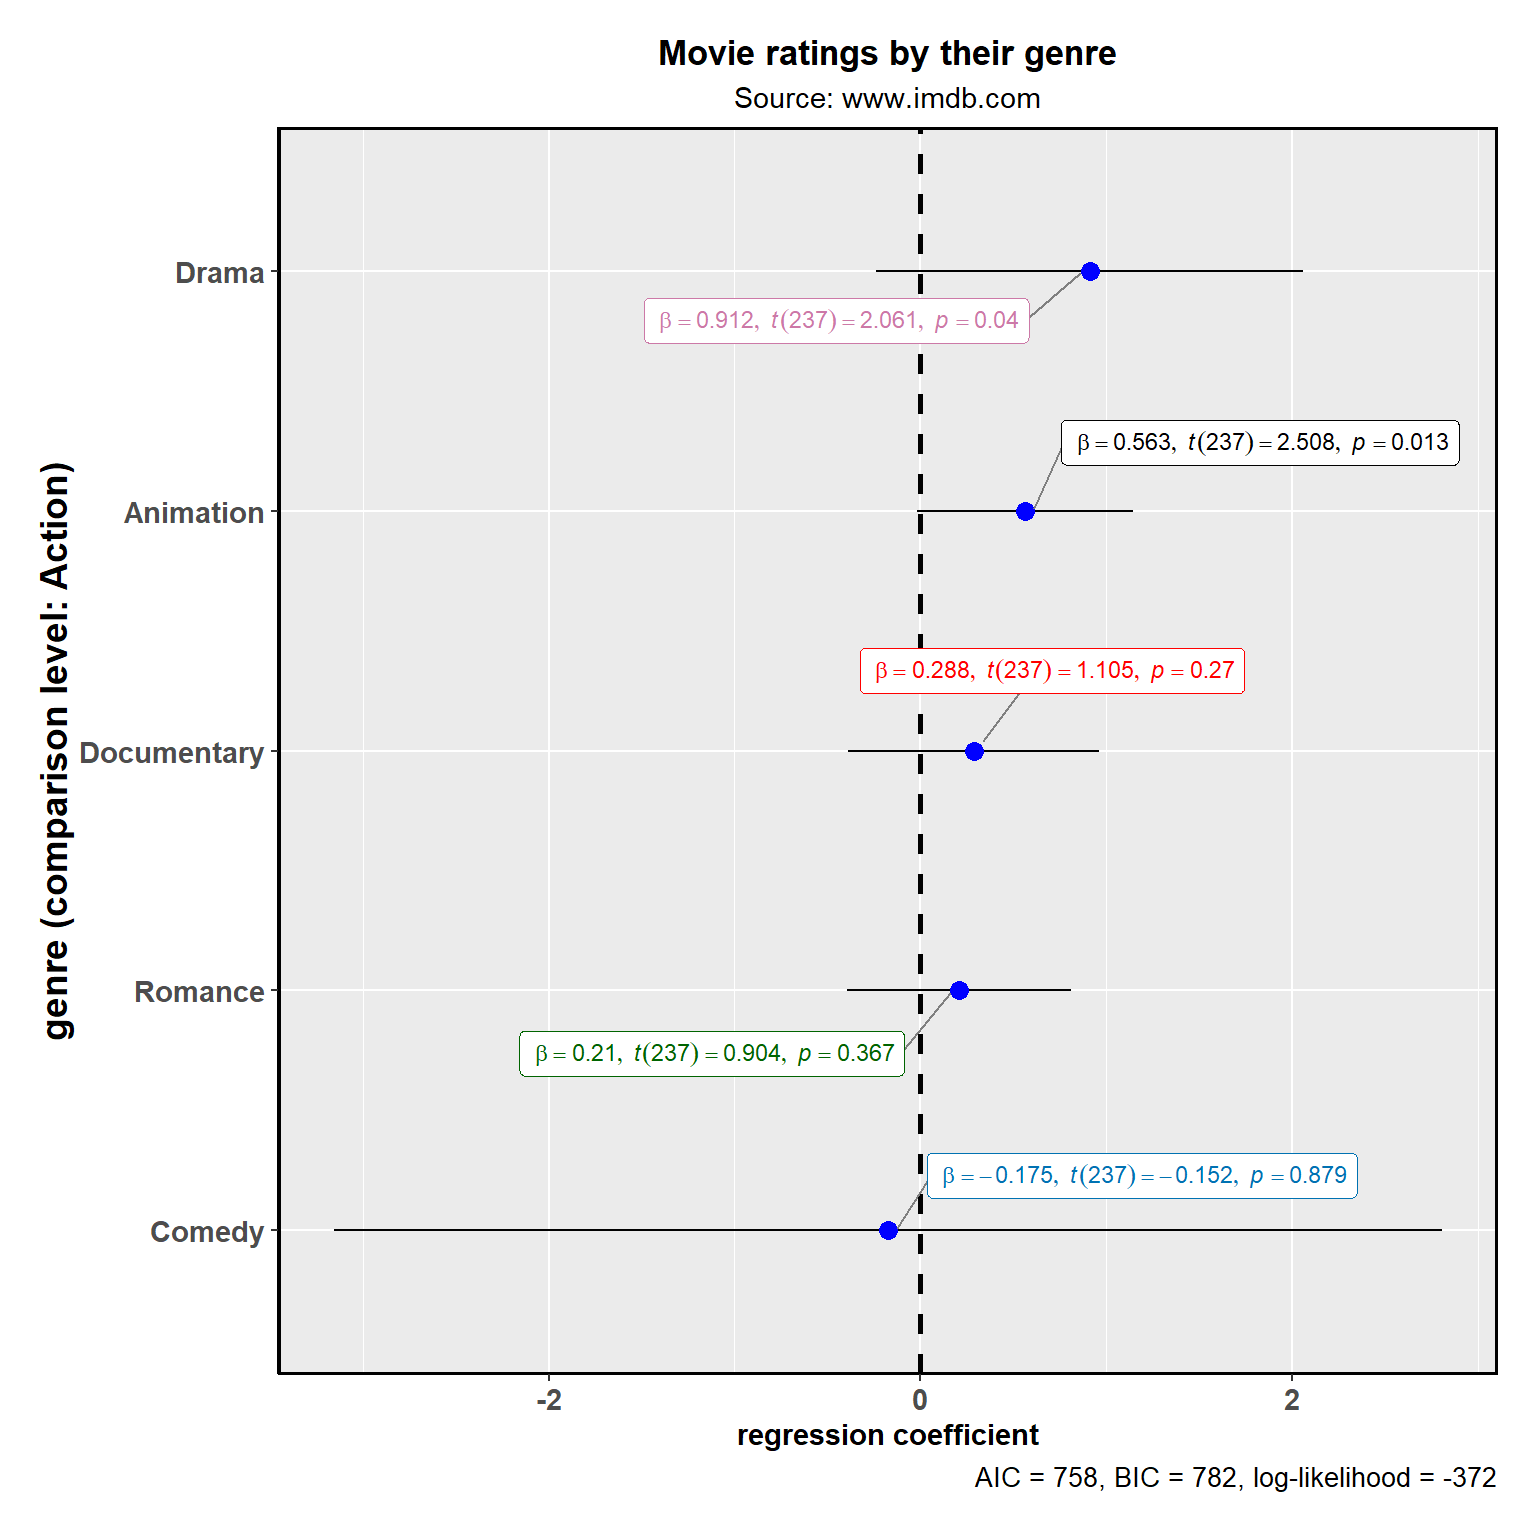 Movie ratings by their genre
Source: www.imdb.com
genre (comparison level: Action)
Drama
β = 0.912, t(237) = 2.061, p = 0.04
β = 0.563, t(237) = 2.508, p = 0.013
Animation
β = 0.288, t(237) = 1.105, p = 0.27
Documentary
Romance
β = 0.21, t(237) = 0.904, p = 0.367
β = −0.175, t(237) = −0.152, p = 0.879
Comedy
-2 0 2
regression coefficient
AIC = 758, BIC = 782, log-likelihood = -372